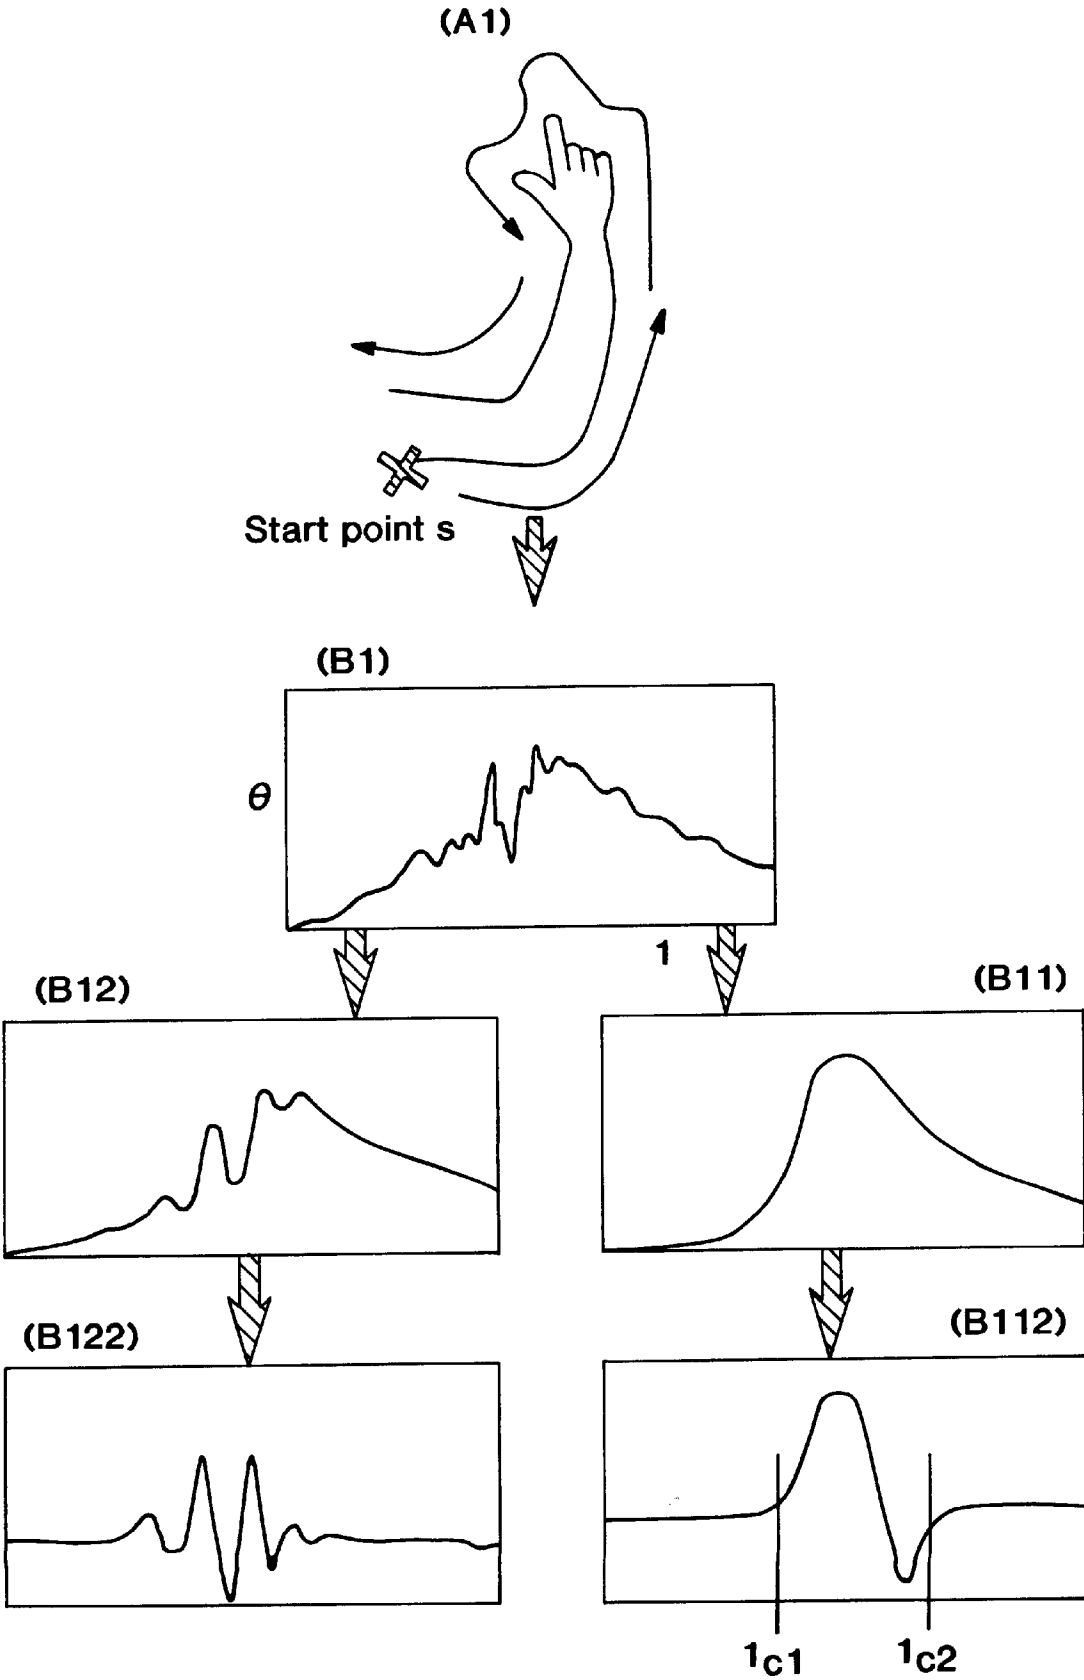 (A1)
Start point s
(B1)
θ
1
(B12)
(B11)
(B122)
(B112)
1c1
1c2